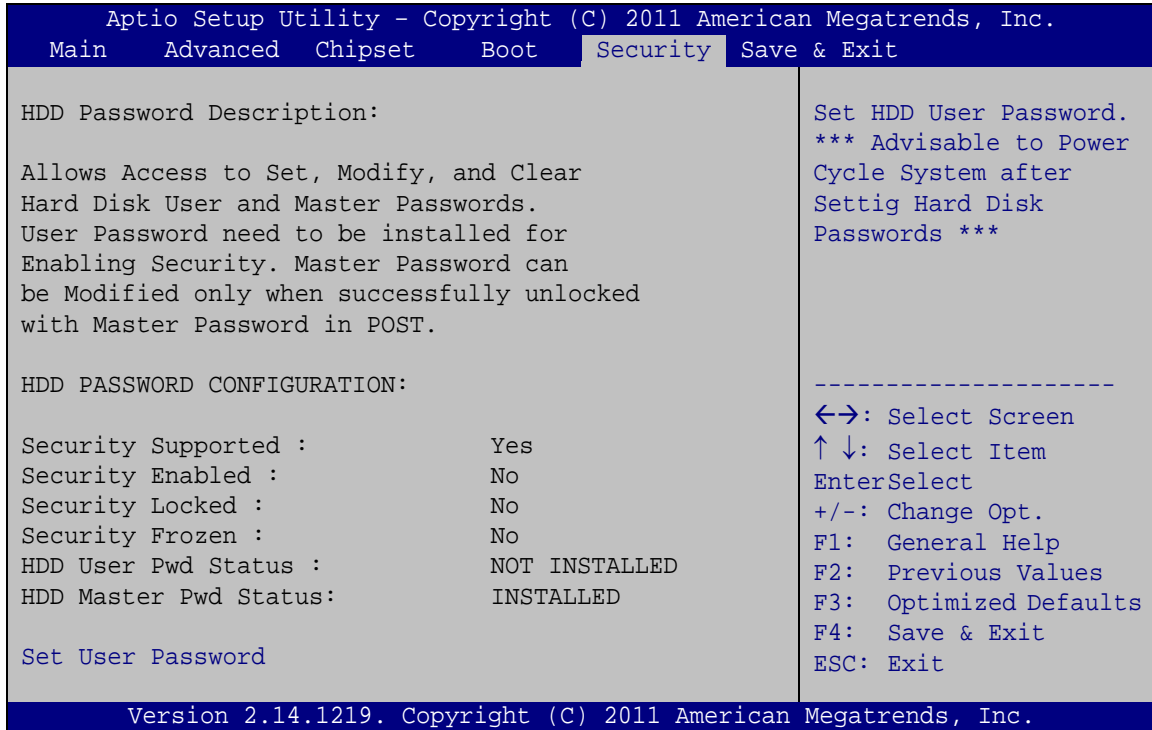 Aptio Setup Utility – Copyright (C) 2011 American Megatrends, Inc.
Main Advanced Chipset Boot Security Save & Exit
HDD Password Description:
Allows Access to Set, Modify, and Clear
Hard Disk User and Master Passwords.
User Password need to be installed for
Enabling Security. Master Password can
be Modified only when successfully unlocked
with Master Password in POST.
HDD PASSWORD CONFIGURATION:
Security Supported : Yes
Security Enabled : No
Security Locked : No
Security Frozen : No
HDD User Pwd Status : NOT INSTALLED
HDD Master Pwd Status: INSTALLED
Set User Password
Set HDD User Password.
*** Advisable to Power
Cycle System after
Settig Hard Disk
Passwords ***
---------------------
←→: Select Screen
↑ ↓: Select Item
EnterSelect
+/-: Change Opt.
F1: General Help
F2: Previous Values
F3: Optimized Defaults
F4: Save & Exit
ESC: Exit
Version 2.14.1219. Copyright (C) 2011 American Megatrends, Inc.